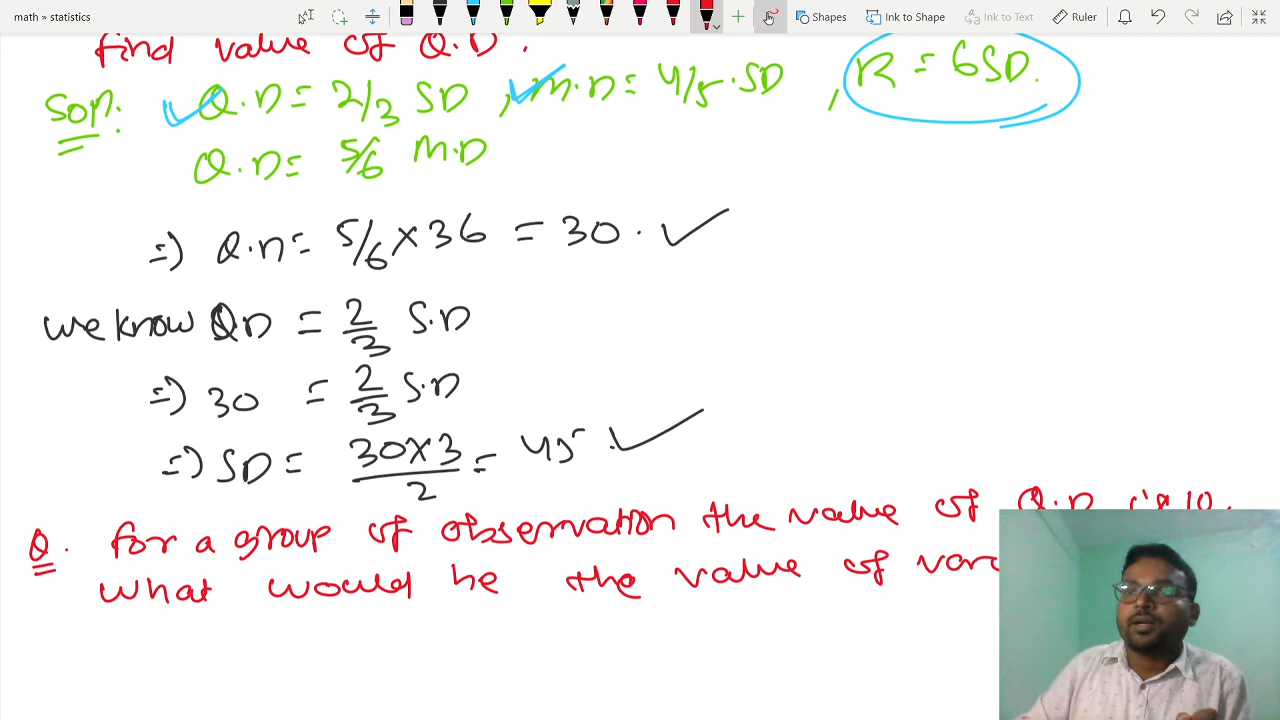 math » statistics
Shapes Ink to Shape Ink to Text Ruler
find value of Q.D.
Soln: Q.D = 2/3 SD, M.D = 4/5.SD, R = 6SD.
Q.D = 5/6 M.D
=) Q.D = 5/6 × 36 = 30.
we know QD = 2/3 S.D
=) 30 = 2/3 S.D
=) SD = 30×3/2 = 45.
Q. for a group of observation the value of Q.D is 10.
what would be the value of